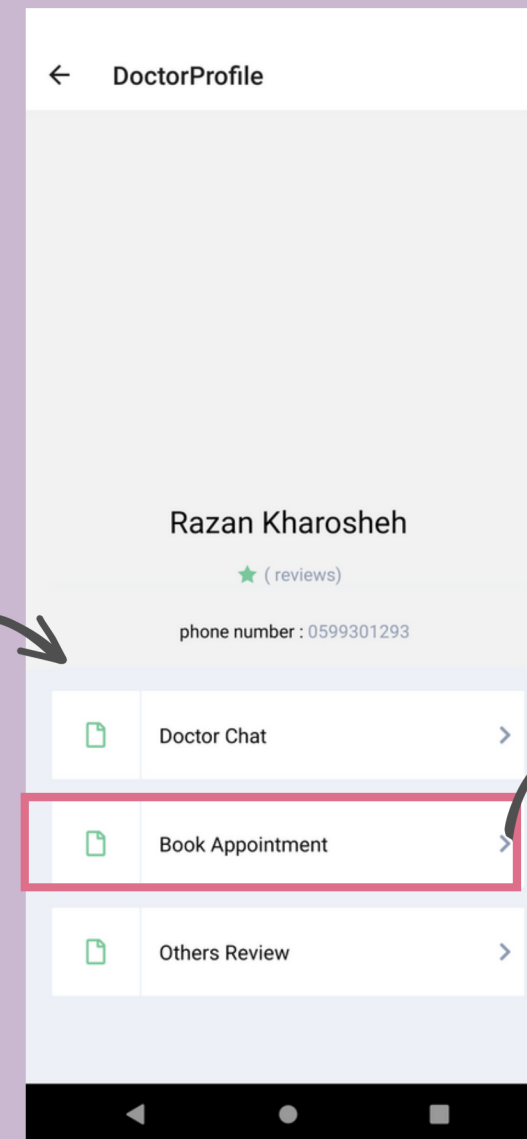 DoctorProfile
Razan Kharosheh
( reviews)
phone number : 0599301293
Doctor Chat
Book Appointment
Others Review